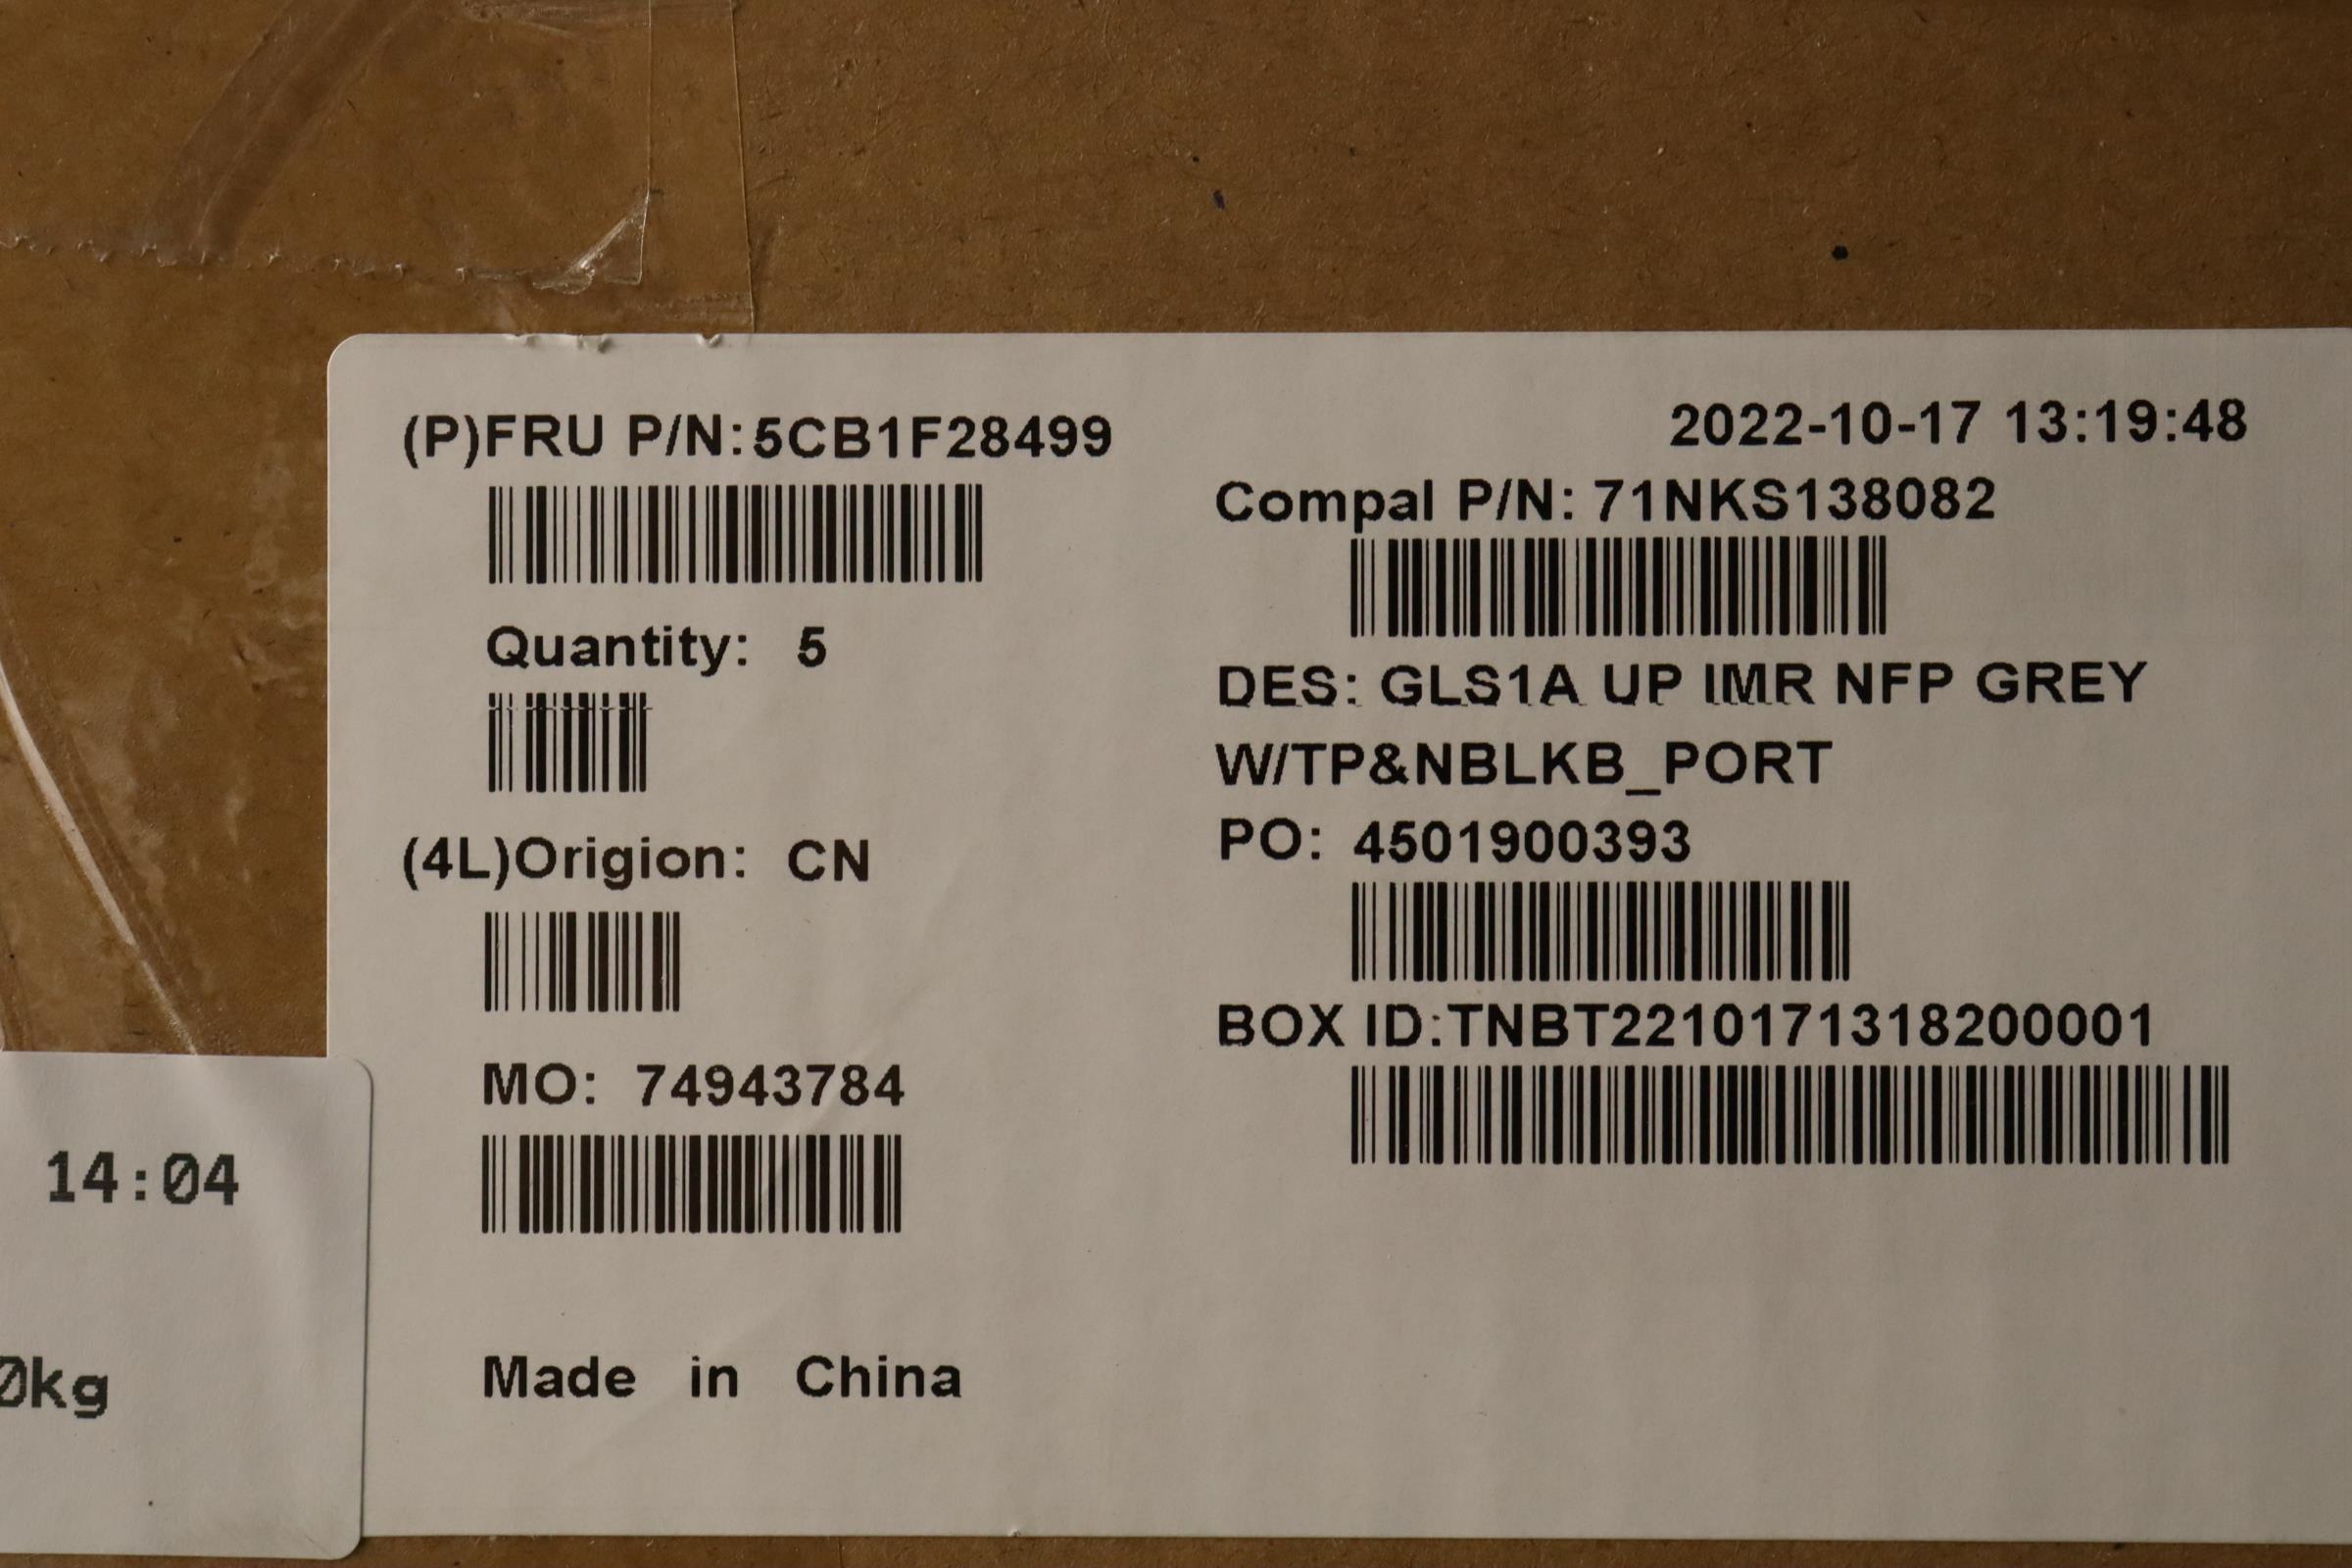 (P)FRU P/N:5CB1F28499
Quantity: 5
(4L)Origion: CN
MO: 74943784
Made in China
2022-10-17 13:19:48
Compal P/N: 71NKS138082
DES: GLS1A UP IMR NFP GREY
W/TP&NBLKB_PORT
PO: 4501900393
BOX ID:TNBT2210171318200001
14:04
0kg